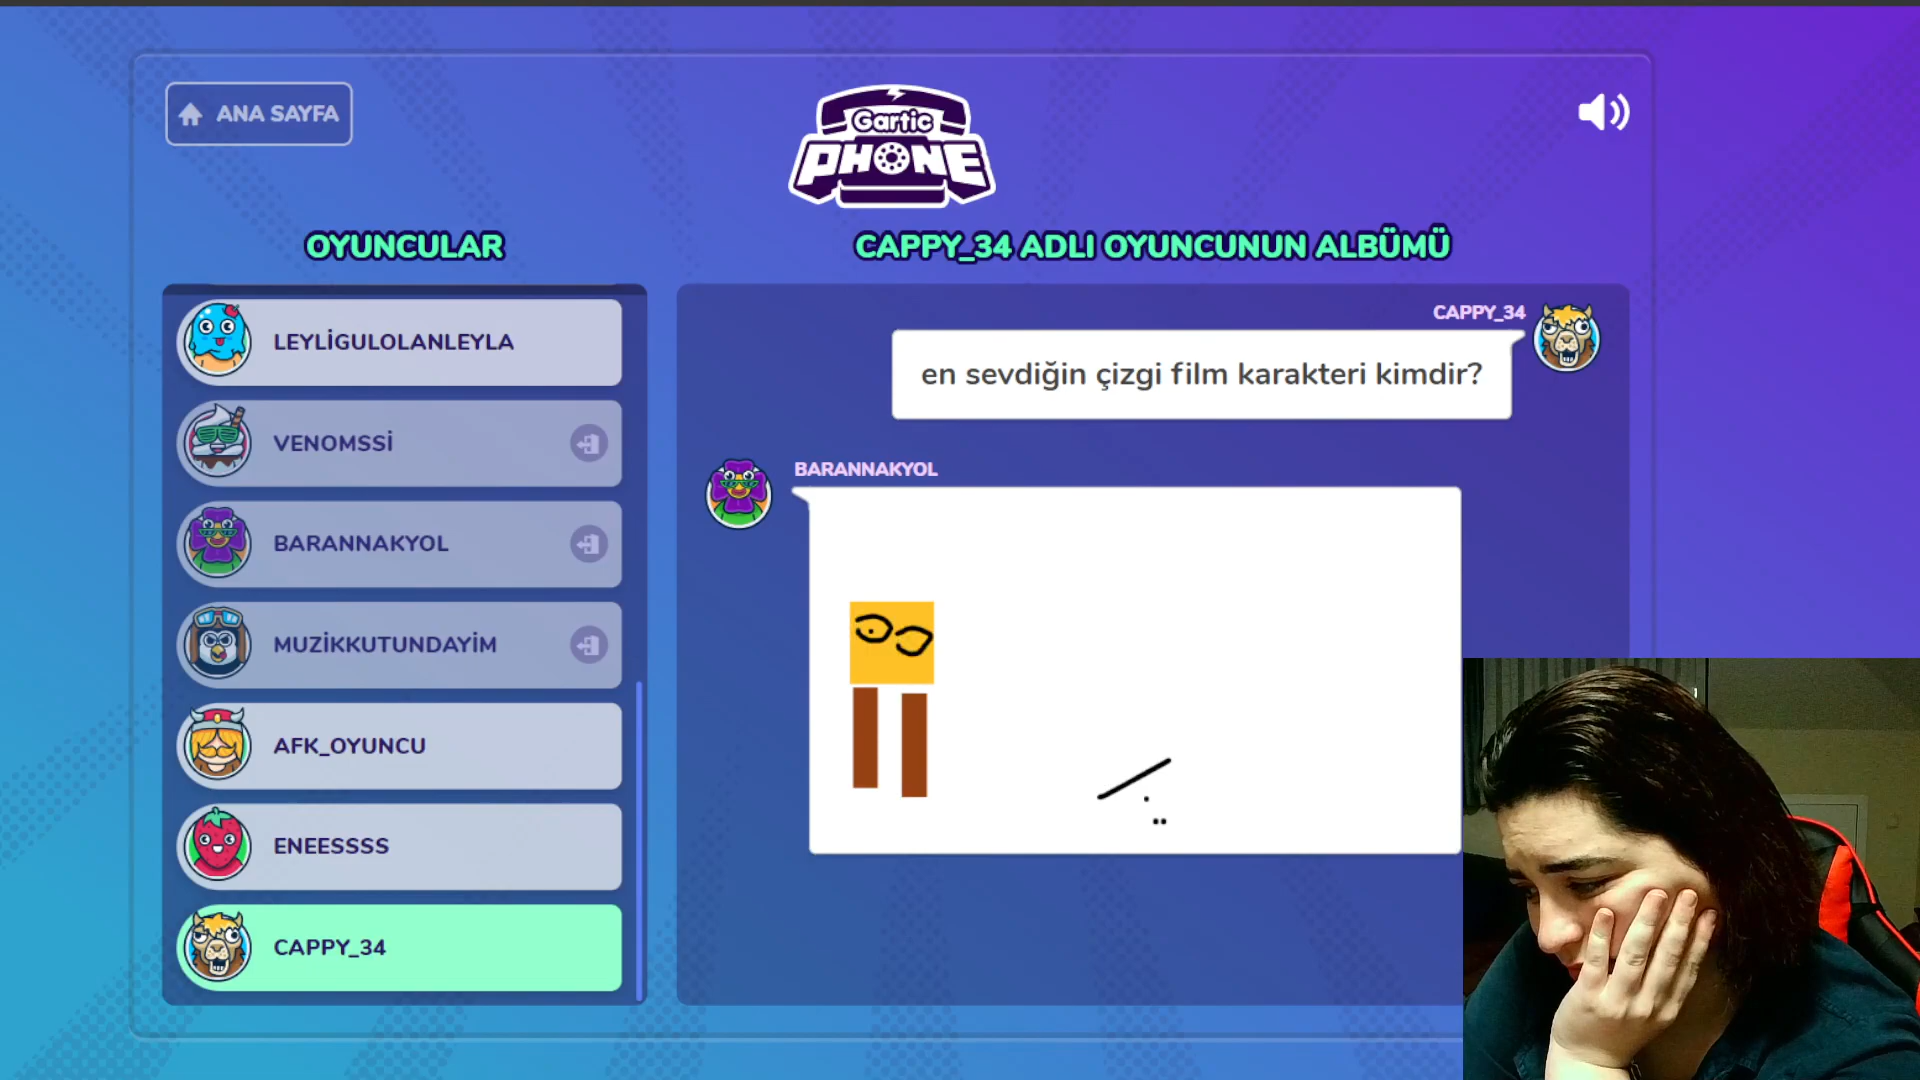 ANA SAYFA
Gartic
PHONE
OYUNCULAR
CAPPY_34 ADLI OYUNCUNUN ALBÜMÜ
LEYLİGULOLANLEYLA
VENOMSSİ
BARANNAKYOL
MUZİKKUTUNDAYİM
AFK_OYUNCU
ENEESSSS
CAPPY_34
CAPPY_34
en sevdiğin çizgi film karakteri kimdir?
BARANNAKYOL